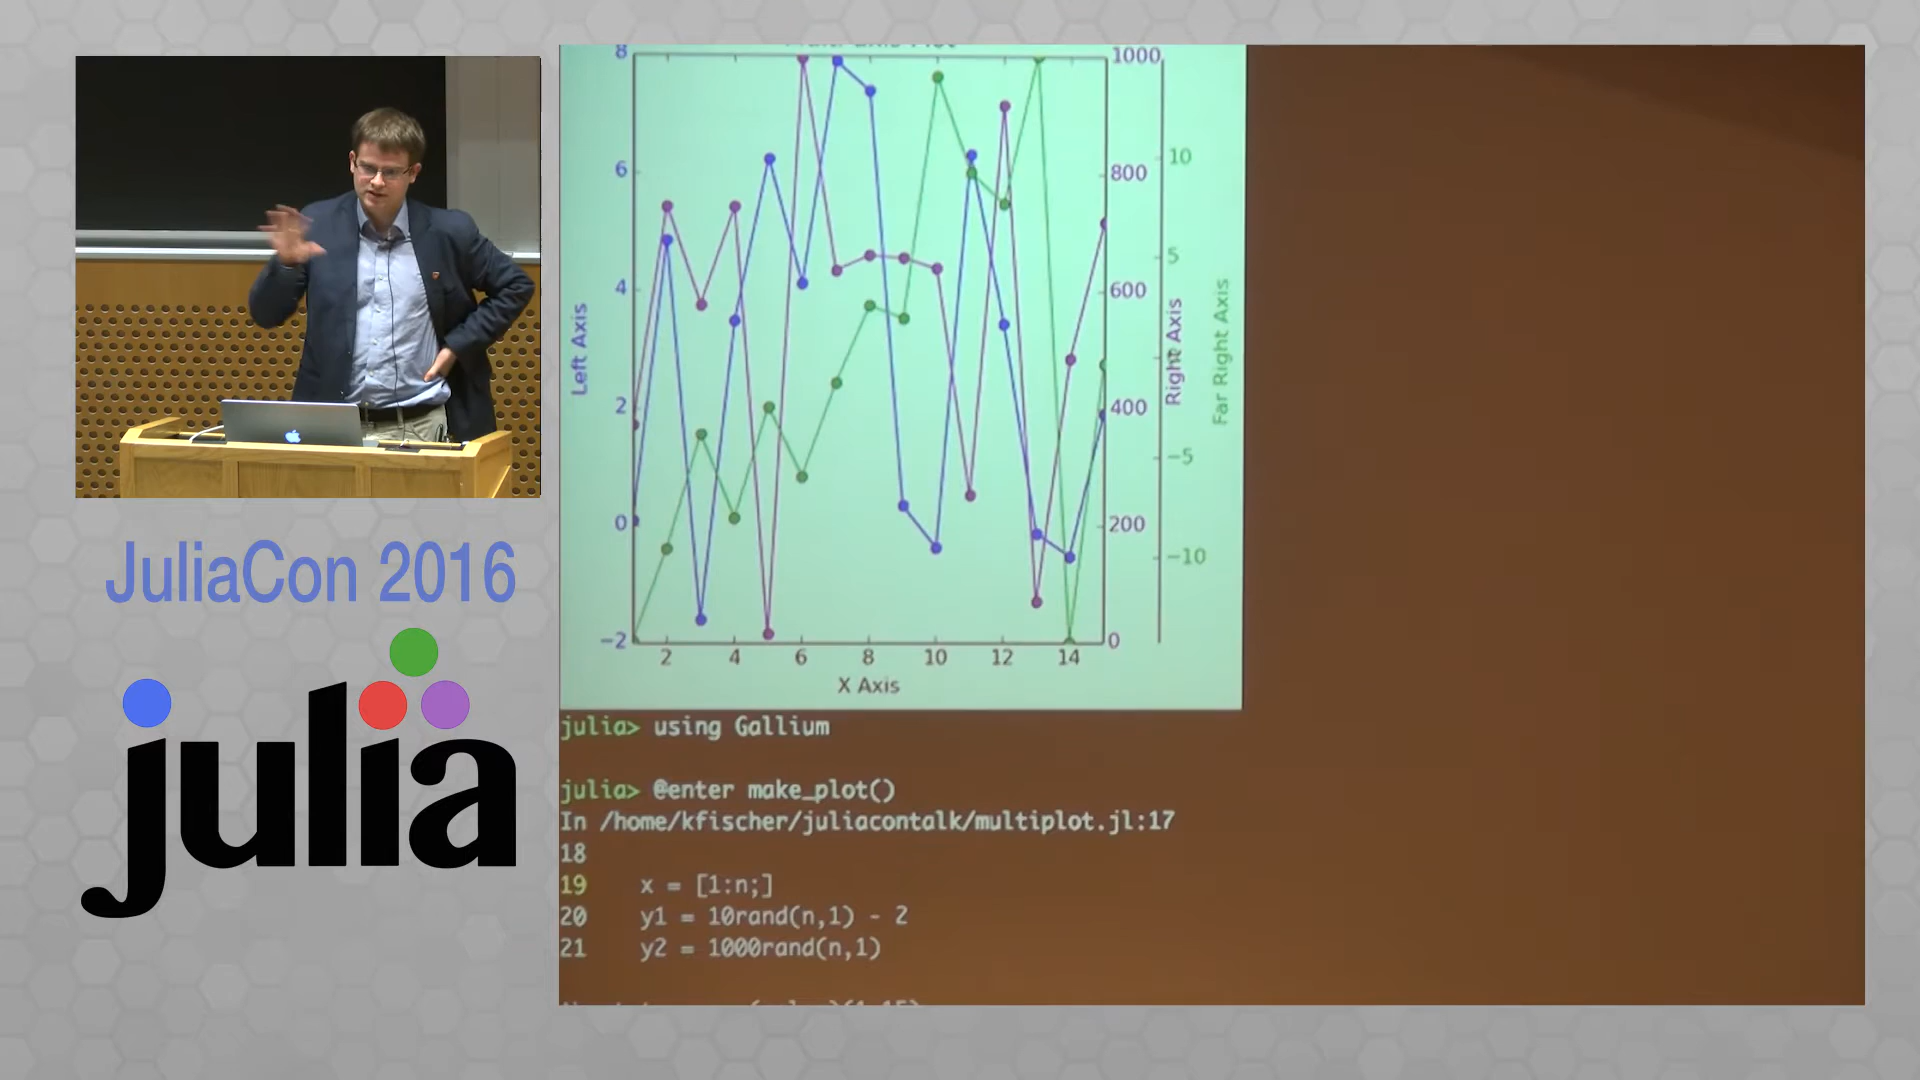 8
6
4
2
0
−2
Left Axis
1000
800
600
400
200
0
Right Axis
10
5
−5
−10
Far Right Axis
2 4 6 8 10 12 14
X Axis
julia> using Gallium
julia> @enter make_plot()
In /home/kfischer/juliacontalk/multiplot.jl:17
18
19 x = [1:n;]
20 y1 = 10rand(n,1) - 2
21 y2 = 1000rand(n,1)
JuliaCon 2016
julia